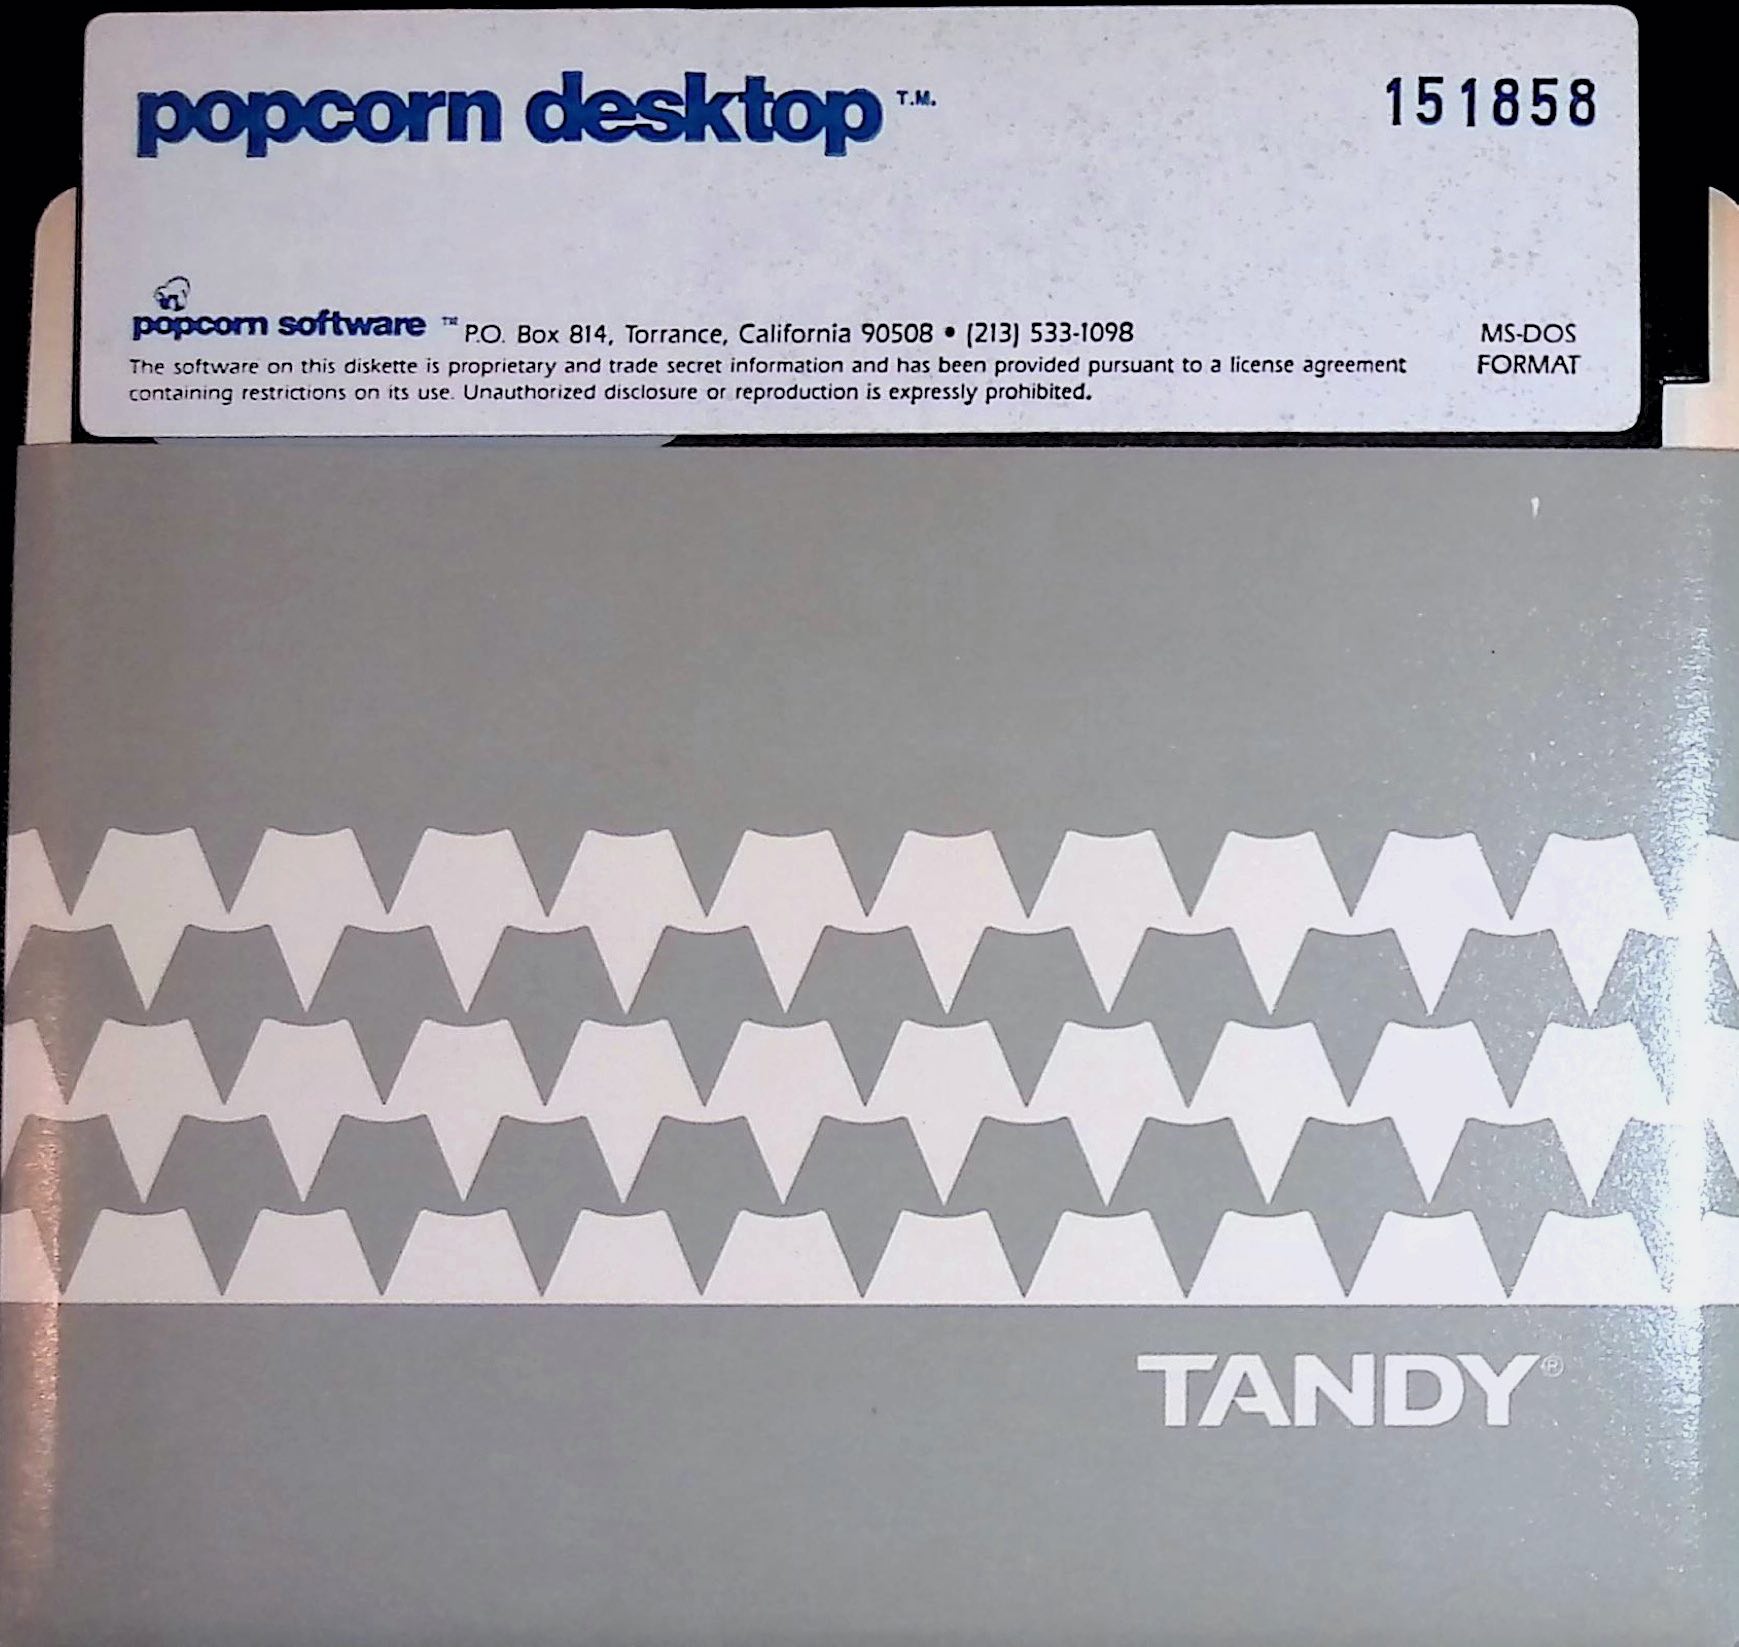 popcorn desktop T.M. 151858
popcorn software TM P.O. Box 814, Torrance, California 90508 • (213) 533-1098 MS-DOS
The software on this diskette is proprietary and trade secret information and has been provided pursuant to a license agreement FORMAT
containing restrictions on its use. Unauthorized disclosure or reproduction is expressly prohibited.
TANDY®